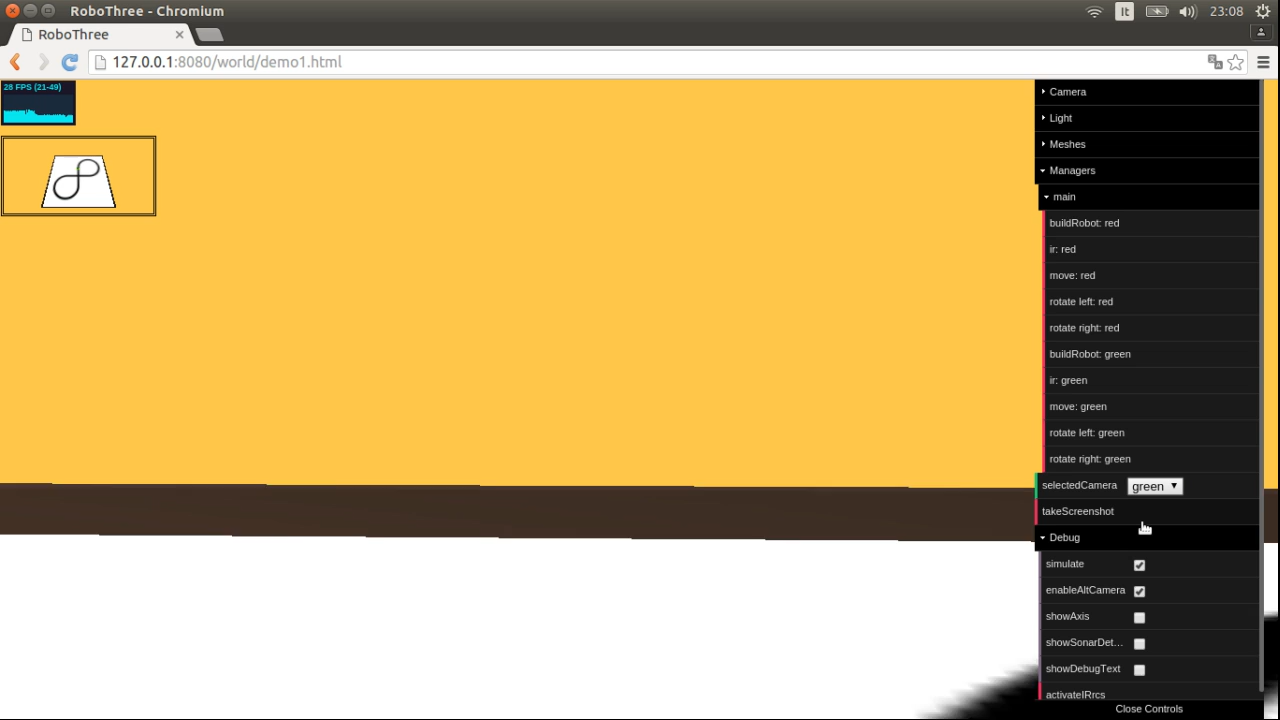 RoboThree - Chromium
It
23:08
RoboThree
127.0.0.1:8080/world/demo1.html
28 FPS (21-49)
Camera
Light
Meshes
Managers
main
buildRobot: red
ir: red
move: red
rotate left: red
rotate right: red
buildRobot: green
ir: green
move: green
rotate left: green
rotate right: green
selectedCamera green
takeScreenshot
Debug
simulate
enableAltCamera
showAxis
showSonarDet...
showDebugText
activateIRrcs
Close Controls